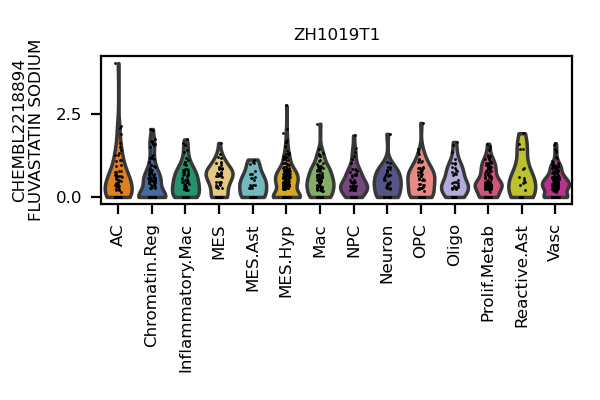 ZH1019T1
CHEMBL2218894
FLUVASTATIN SODIUM
2.5
0.0
AC
Chromatin.Reg
Inflammatory.Mac
MES
MES.Ast
MES.Hyp
Mac
NPC
Neuron
OPC
Oligo
Prolif.Metab
Reactive.Ast
Vasc